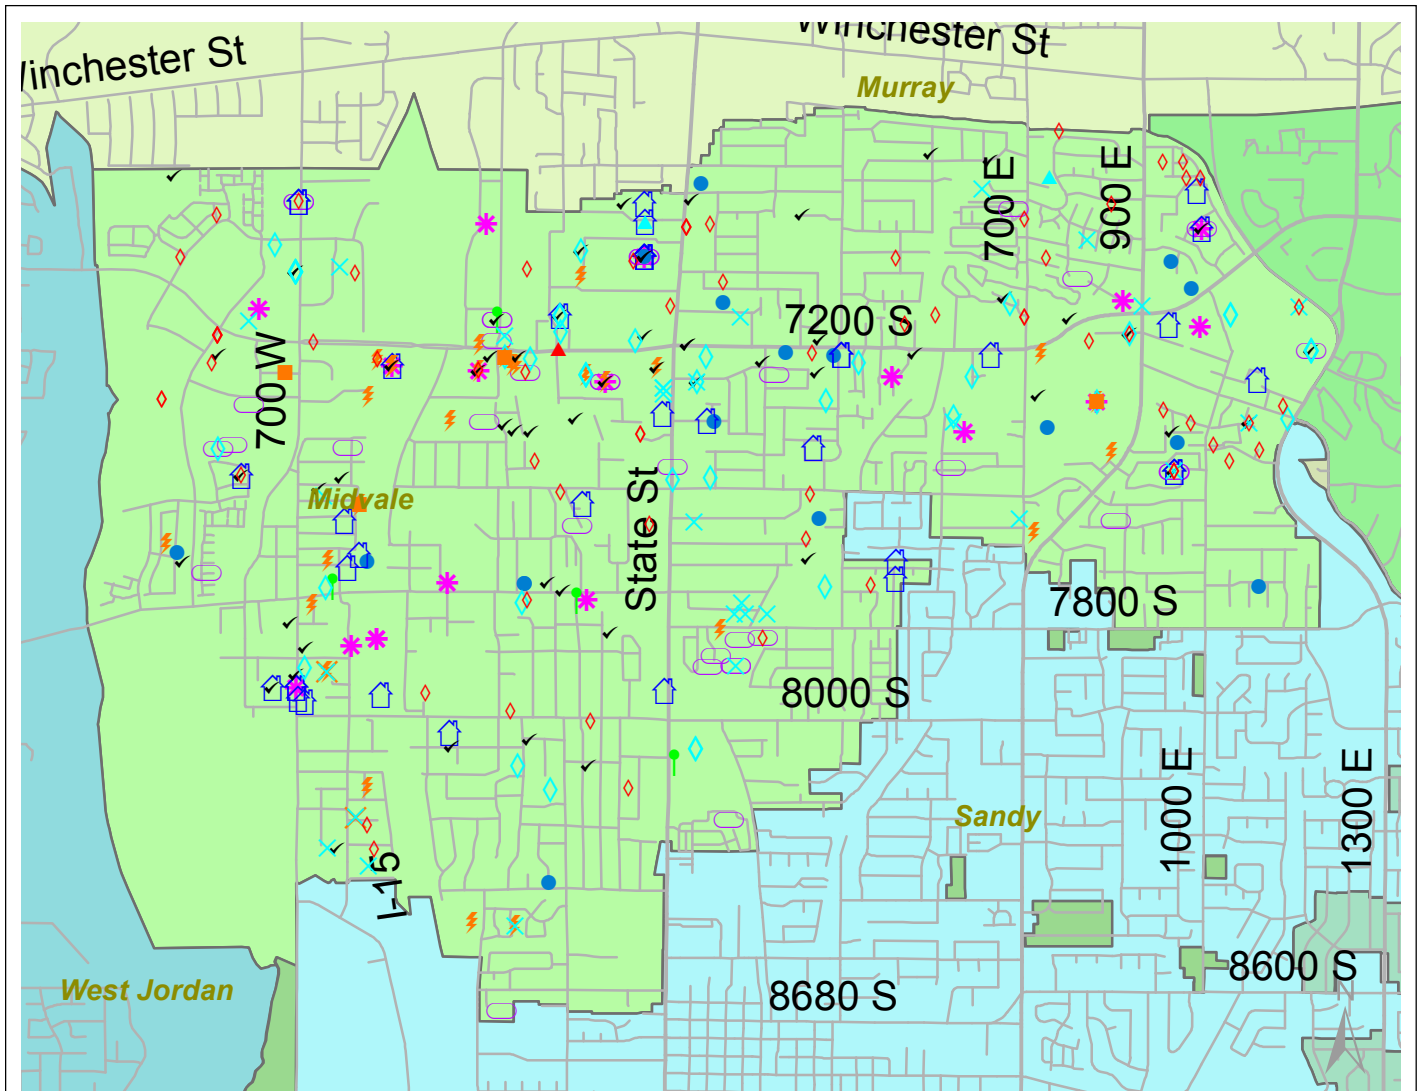 Winchester St
Winchester St
Murray
700 E
900 E
7200 S
700 W
Midvale
State St
7800 S
8000 S
Sandy
1000 E
1300 E
I-15
West Jordan
8680 S
8600 S